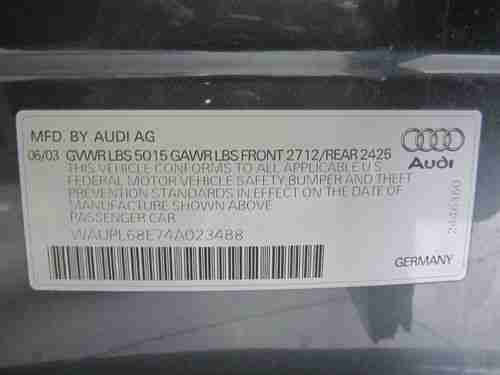 MFD. BY AUDI AG
06/03 GVWR LBS 5015 GAWR LBS FRONT 2712/REAR 2425
THIS VEHICLE CONFORMS TO ALL APPLICABLE U.S.
FEDERAL MOTOR VEHICLE SAFETY, BUMPER AND THEFT
PREVENTION STANDARDS IN EFFECT ON THE DATE OF
MANUFACTURE SHOWN ABOVE
PASSENGER CAR
WAUPL68E74A023488
Audi
GERMANY